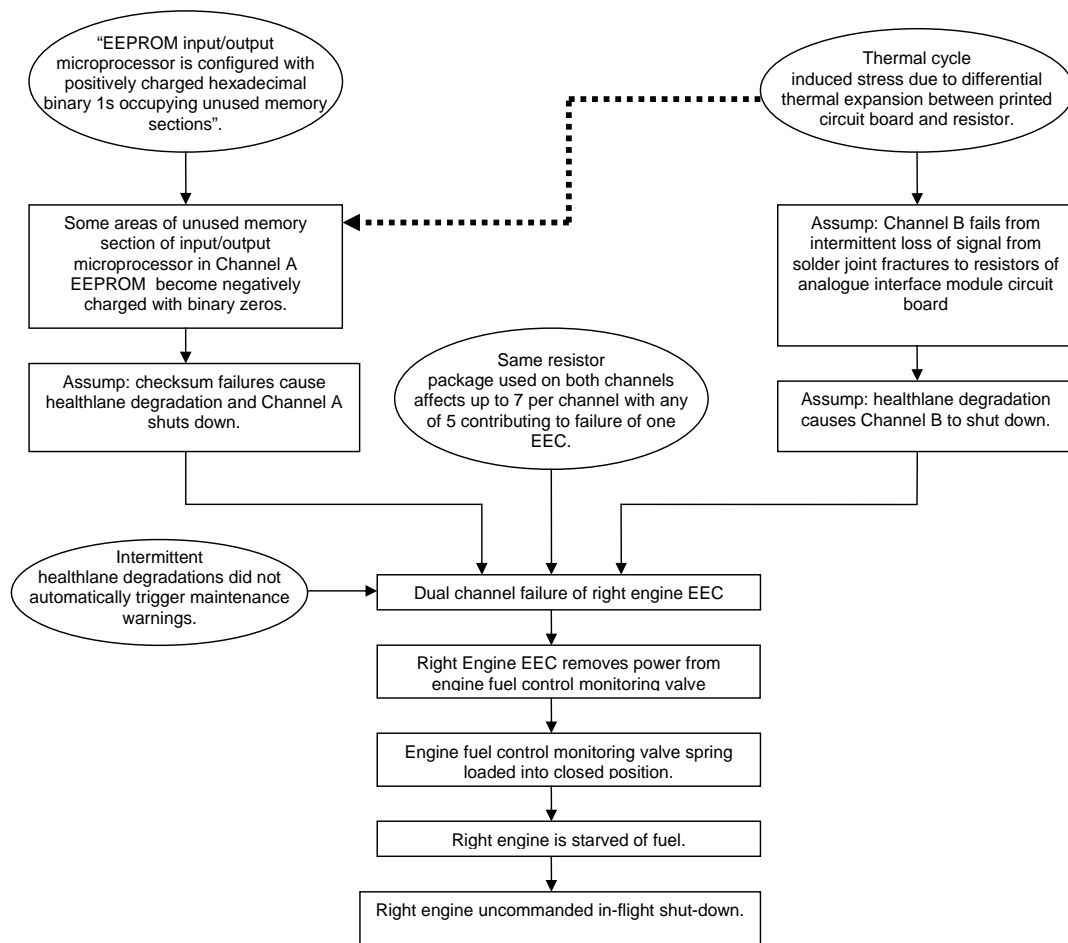 “EEPROM input/output
microprocessor is configured with
positively charged hexadecimal
binary 1s occupying unused memory
sections”.
Thermal cycle
induced stress due to differential
thermal expansion between printed
circuit board and resistor.
Some areas of unused memory
section of input/output
microprocessor in Channel A
EEPROM become negatively
charged with binary zeros.
Assump: Channel B fails from
intermittent loss of signal from
solder joint fractures to resistors of
analogue interface module circuit
board
Assump: checksum failures cause
healthlane degradation and Channel A
shuts down.
Same resistor
package used on both channels
affects up to 7 per channel with any
of 5 contributing to failure of one
EEC.
Assump: healthlane degradation
causes Channel B to shut down.
Intermittent
healthlane degradations did not
automatically trigger maintenance
warnings.
Dual channel failure of right engine EEC
Right Engine EEC removes power from
engine fuel control monitoring valve
Engine fuel control monitoring valve spring
loaded into closed position.
Right engine is starved of fuel.
Right engine uncommanded in-flight shut-down.